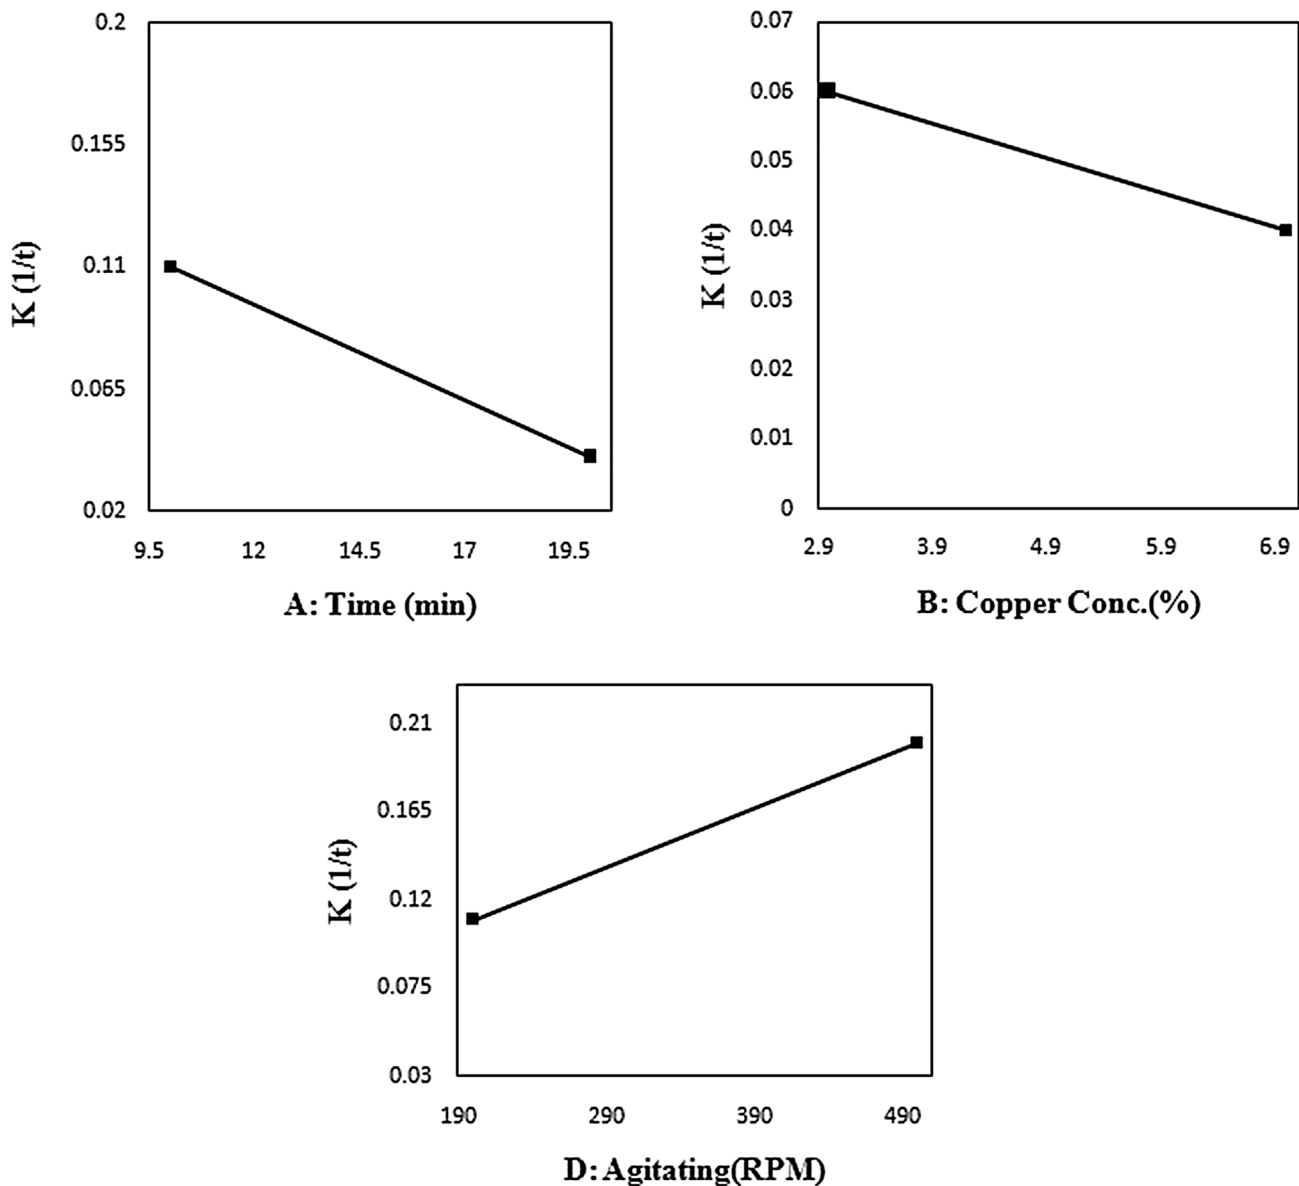 0.2
0.155
0.11
0.065
0.02
K (1/t)
9.5 12 14.5 17 19.5
A: Time (min)
0.07
0.06
0.05
0.04
0.03
0.02
0.01
0
K (1/t)
2.9 3.9 4.9 5.9 6.9
B: Copper Conc.(%)
0.21
0.165
0.12
0.075
0.03
K (1/t)
190 290 390 490
D: Agitating(RPM)